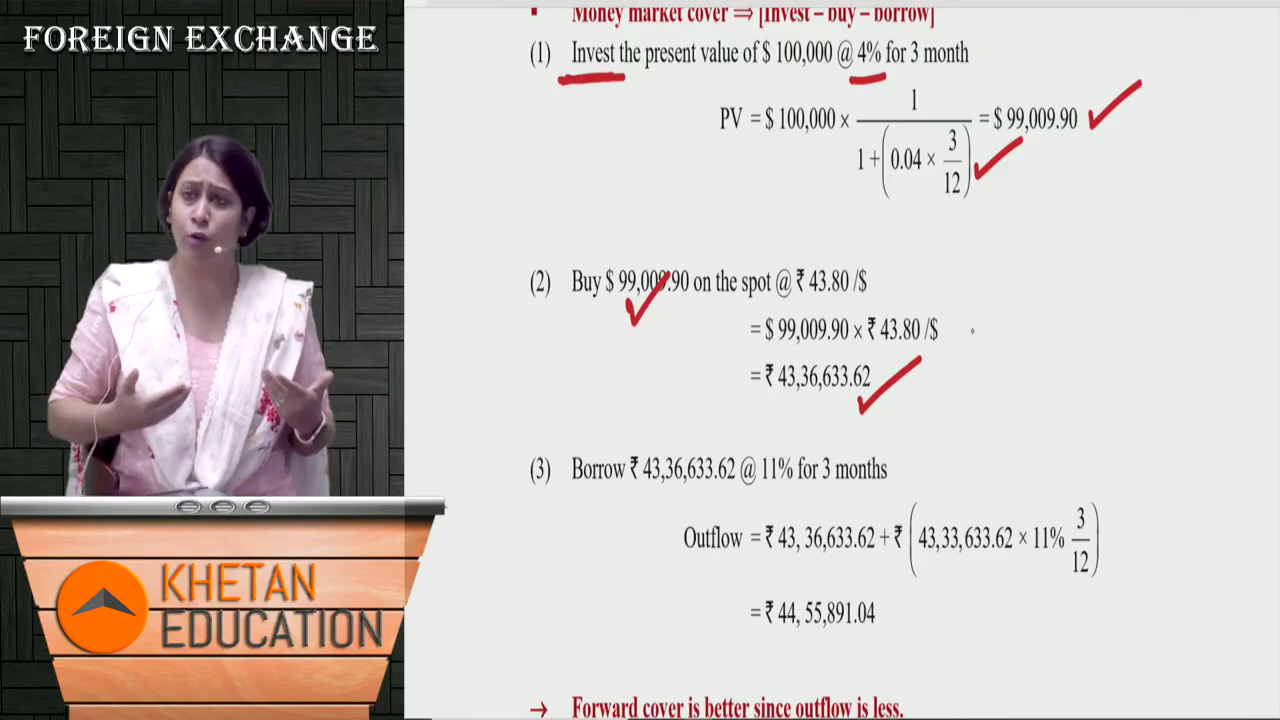 FOREIGN EXCHANGE
▪ Money market cover ⟹ [Invest – buy – borrow]
(1) Invest the present value of $ 100,000 @ 4% for 3 month
PV = $ 100,000 × 1 / (1 + (0.04 × 3/12)) = $ 99,009.90
(2) Buy $ 99,009.90 on the spot @ ₹ 43.80 /$
= $ 99,009.90 × ₹ 43.80 /$
= ₹ 43,36,633.62
(3) Borrow ₹ 43,36,633.62 @ 11% for 3 months
Outflow = ₹ 43, 36,633.62 + ₹ (43,33,633.62 × 11% 3/12)
= ₹ 44, 55,891.04
→ Forward cover is better since outflow is less.
KHETAN
EDUCATION